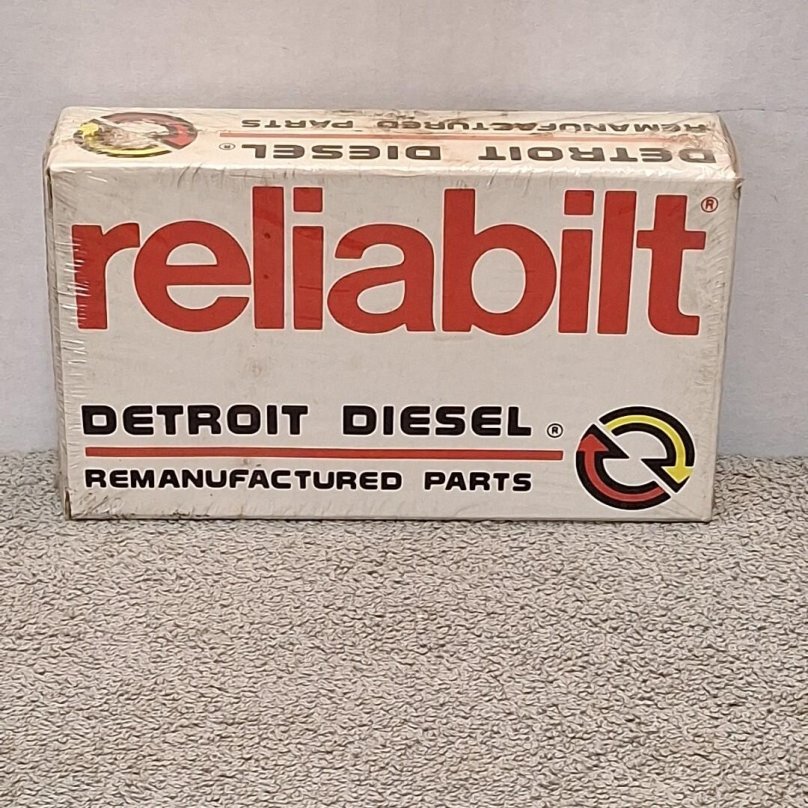 REMANUFACTURED PARTS
DETROIT DIESEL®
reliabilt®
DETROIT DIESEL®
REMANUFACTURED PARTS